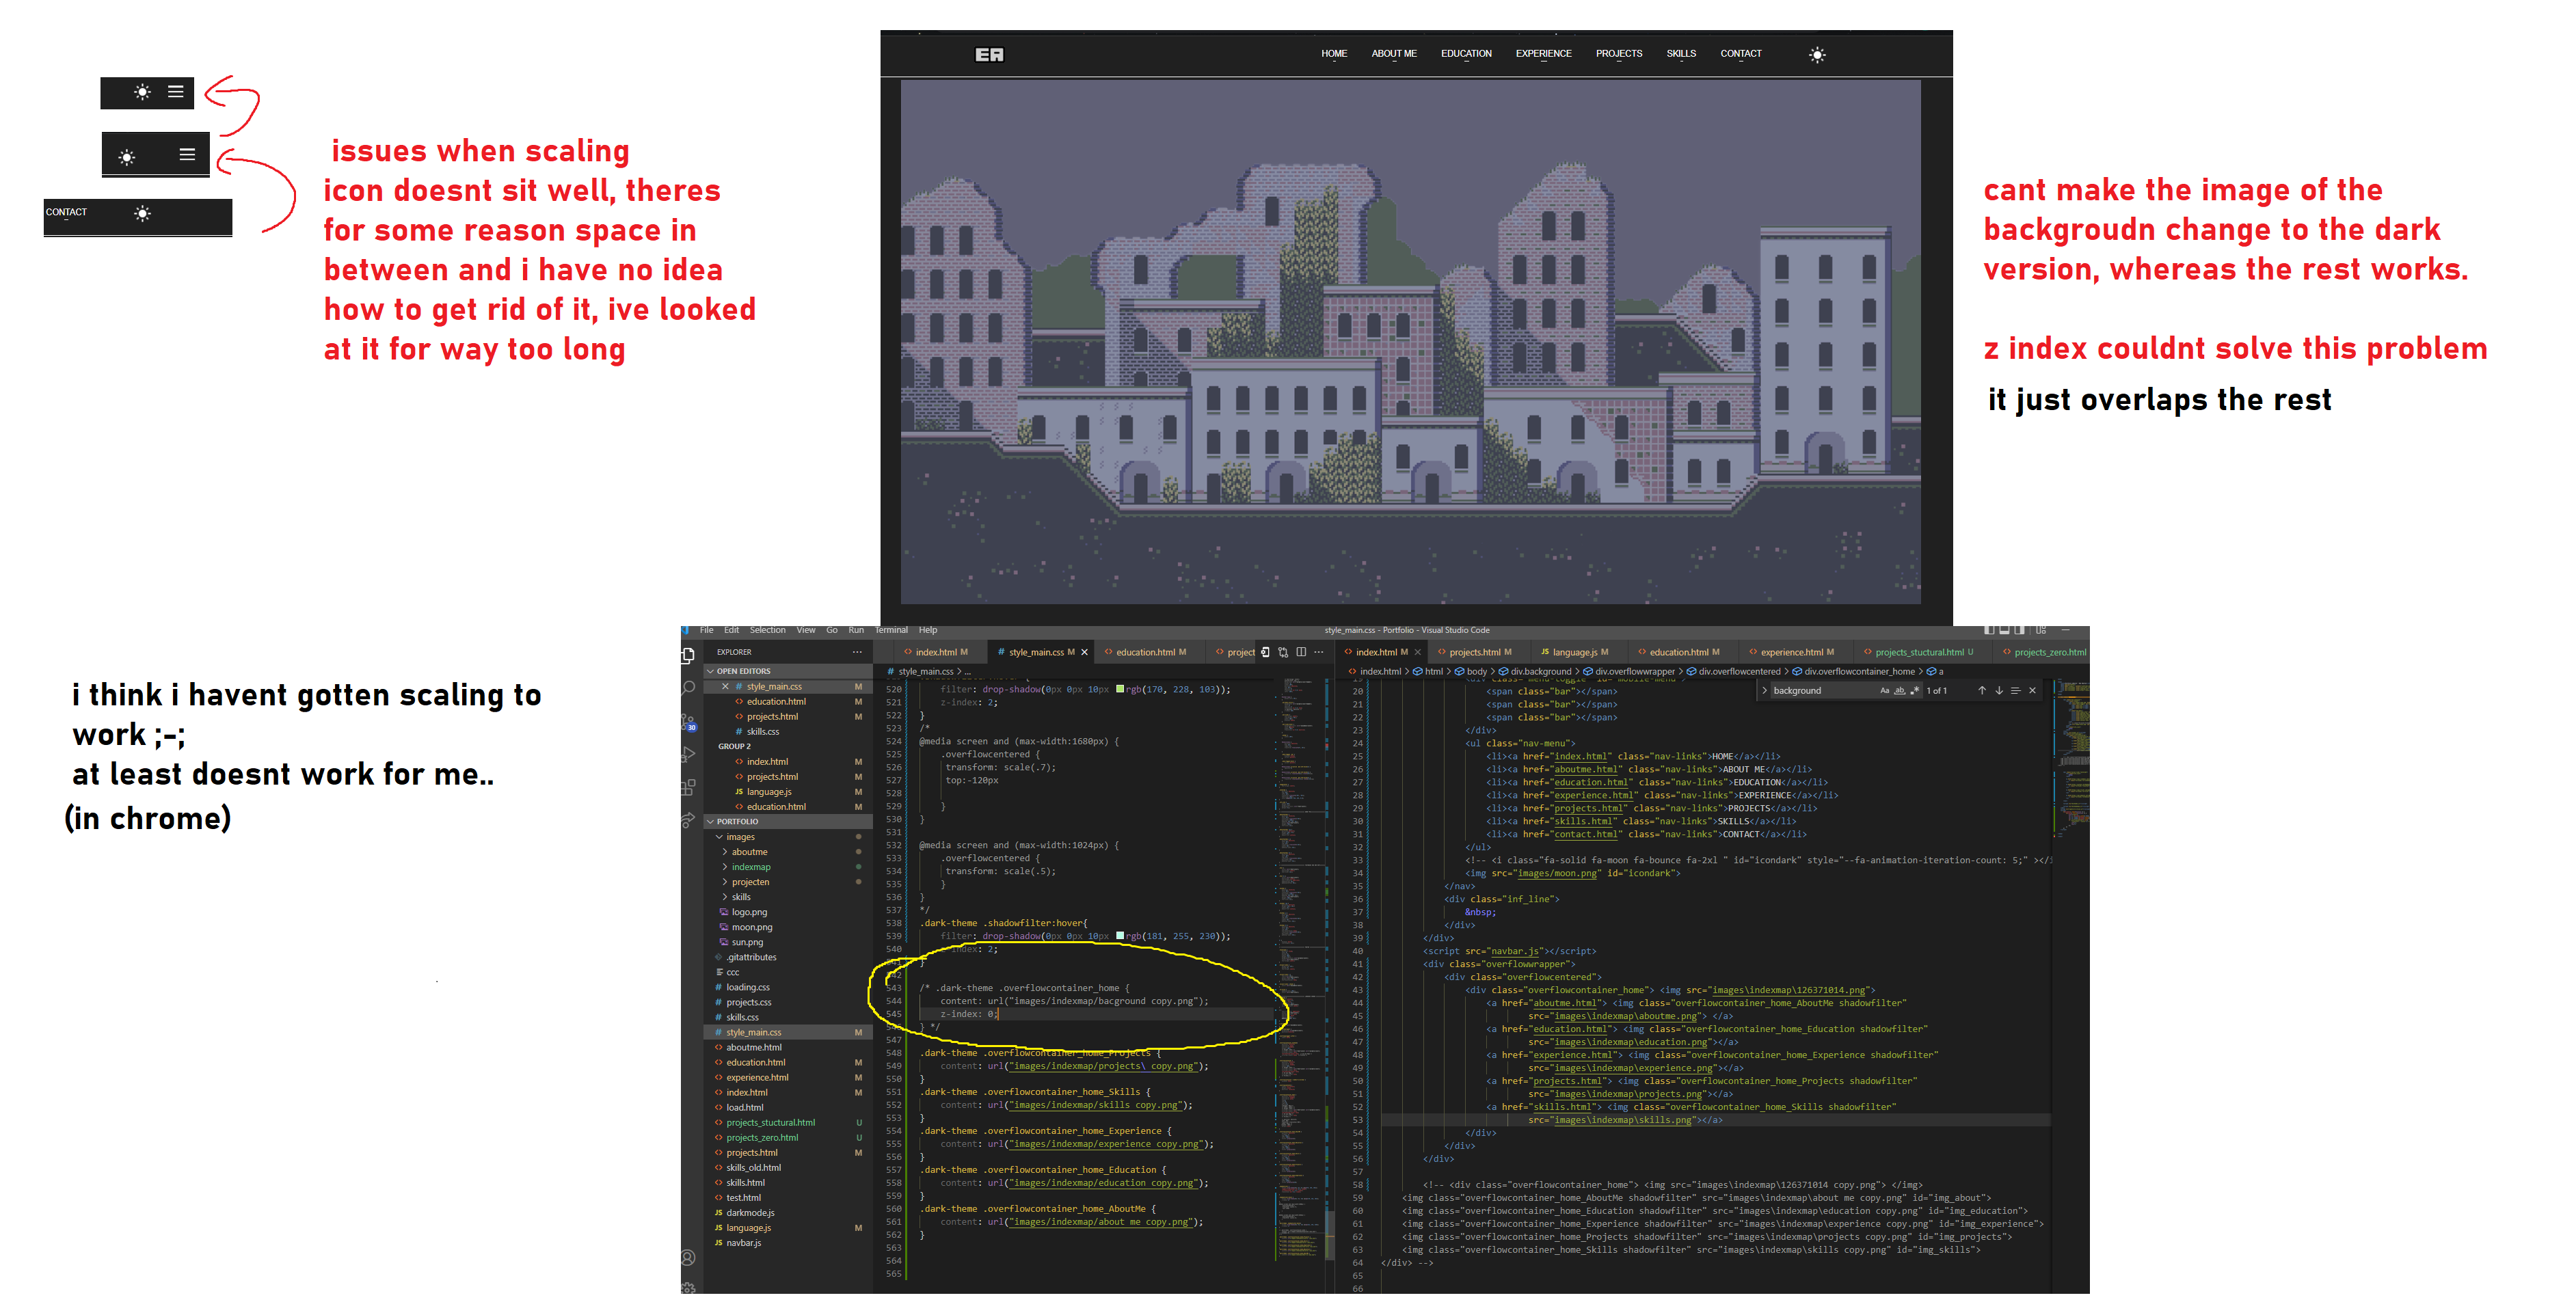 EA
HOME ABOUT ME EDUCATION EXPERIENCE PROJECTS SKILLS CONTACT
CONTACT
issues when scaling
icon doesnt sit well, theres
for some reason space in
between and i have no idea
how to get rid of it, ive looked
at it for way too long
cant make the image of the
backgroudn change to the dark
version, whereas the rest works.
z index couldnt solve this problem
it just overlaps the rest
i think i havent gotten scaling to
work ;-;
at least doesnt work for me..
(in chrome)
File Edit Selection View Go Run Terminal Help
style_main.css - Portfolio - Visual Studio Code
EXPLORER
OPEN EDITORS
style_main.css M
education.html M
projects.html M
skills.css
GROUP 2
index.html M
projects.html M
language.js M
education.html M
PORTFOLIO
images
aboutme
indexmap
projecten
skills
logo.png
moon.png
sun.png
.gitattributes
ccc
loading.css
projects.css
skills.css
style_main.css M
aboutme.html
education.html M
experience.html M
index.html M
load.html
projects_stuctural.html U
projects_zero.html U
projects.html M
skills_old.html
skills.html
test.html
darkmode.js
language.js M
navbar.js
30
index.html M style_main.css M education.html M project
style_main.css > ...
520 filter: drop-shadow(0px 0px 10px rgb(170, 228, 103));
521 z-index: 2;
522 }
523 /*
524 @media screen and (max-width:1680px) {
525 .overflowcentered {
526 transform: scale(.7);
527 top:-120px
528
529 }
530 }
531
532 @media screen and (max-width:1024px) {
533 .overflowcentered {
534 transform: scale(.5);
535 }
536 }
537 */
538 .dark-theme .shadowfilter:hover{
539 filter: drop-shadow(0px 0px 10px rgb(181, 255, 230));
540 index: 2;
}
542
543 /* .dark-theme .overflowcontainer_home {
544 content: url("images/indexmap/bacground copy.png");
545 z-index: 0;
} */
547
548 .dark-theme .overflowcontainer_home_Projects {
549 content: url("images/indexmap/projects\ copy.png");
550 }
551 .dark-theme .overflowcontainer_home_Skills {
552 content: url("images/indexmap/skills copy.png");
553 }
554 .dark-theme .overflowcontainer_home_Experience {
555 content: url("images/indexmap/experience copy.png");
556 }
557 .dark-theme .overflowcontainer_home_Education {
558 content: url("images/indexmap/education copy.png");
559 }
560 .dark-theme .overflowcontainer_home_AboutMe {
561 content: url("images/indexmap/about me copy.png");
562 }
563
564
565
index.html M projects.html M language.js M education.html M experience.html M projects_stuctural.html U projects_zero.html
index.html > html > body > div.background > div.overflowwrapper > div.overflowcentered > div.overflowcontainer_home > a
background Aa ab 1 of 1
20 <span class="bar"></span>
21 <span class="bar"></span>
22 <span class="bar"></span>
23 </div>
24 <ul class="nav-menu">
25 <li><a href="index.html" class="nav-links">HOME</a></li>
26 <li><a href="aboutme.html" class="nav-links">ABOUT ME</a></li>
27 <li><a href="education.html" class="nav-links">EDUCATION</a></li>
28 <li><a href="experience.html" class="nav-links">EXPERIENCE</a></li>
29 <li><a href="projects.html" class="nav-links">PROJECTS</a></li>
30 <li><a href="skills.html" class="nav-links">SKILLS</a></li>
31 <li><a href="contact.html" class="nav-links">CONTACT</a></li>
32 </ul>
33 <!-- <i class="fa-solid fa-moon fa-bounce fa-2xl " id="icondark" style="--fa-animation-iteration-count: 5;" ></i
34 <img src="images/moon.png" id="icondark">
35 </nav>
36 <div class="inf_line">
37 &nbsp;
38 </div>
39 </div>
40 <script src="navbar.js"></script>
41 <div class="overflowwrapper">
42 <div class="overflowcentered">
43 <div class="overflowcontainer_home"> <img src="images\indexmap\126371014.png">
44 <a href="aboutme.html"> <img class="overflowcontainer_home_AboutMe shadowfilter"
45 src="images\indexmap\aboutme.png"> </a>
46 <a href="education.html"> <img class="overflowcontainer_home_Education shadowfilter"
47 src="images\indexmap\education.png"></a>
48 <a href="experience.html"> <img class="overflowcontainer_home_Experience shadowfilter"
49 src="images\indexmap\experience.png"></a>
50 <a href="projects.html"> <img class="overflowcontainer_home_Projects shadowfilter"
51 src="images\indexmap\projects.png"></a>
52 <a href="skills.html"> <img class="overflowcontainer_home_Skills shadowfilter"
53 src="images\indexmap\skills.png"></a>
54 </div>
55 </div>
56 </div>
57
58 <!-- <div class="overflowcontainer_home"> <img src="images\indexmap\126371014 copy.png"> </img>
59 <img class="overflowcontainer_home_AboutMe shadowfilter" src="images\indexmap\about me copy.png" id="img_about">
60 <img class="overflowcontainer_home_Education shadowfilter" src="images\indexmap\education copy.png" id="img_education">
61 <img class="overflowcontainer_home_Experience shadowfilter" src="images\indexmap\experience copy.png" id="img_experience">
62 <img class="overflowcontainer_home_Projects shadowfilter" src="images\indexmap\projects copy.png" id="img_projects">
63 <img class="overflowcontainer_home_Skills shadowfilter" src="images\indexmap\skills copy.png" id="img_skills">
64 </div> -->
65
66